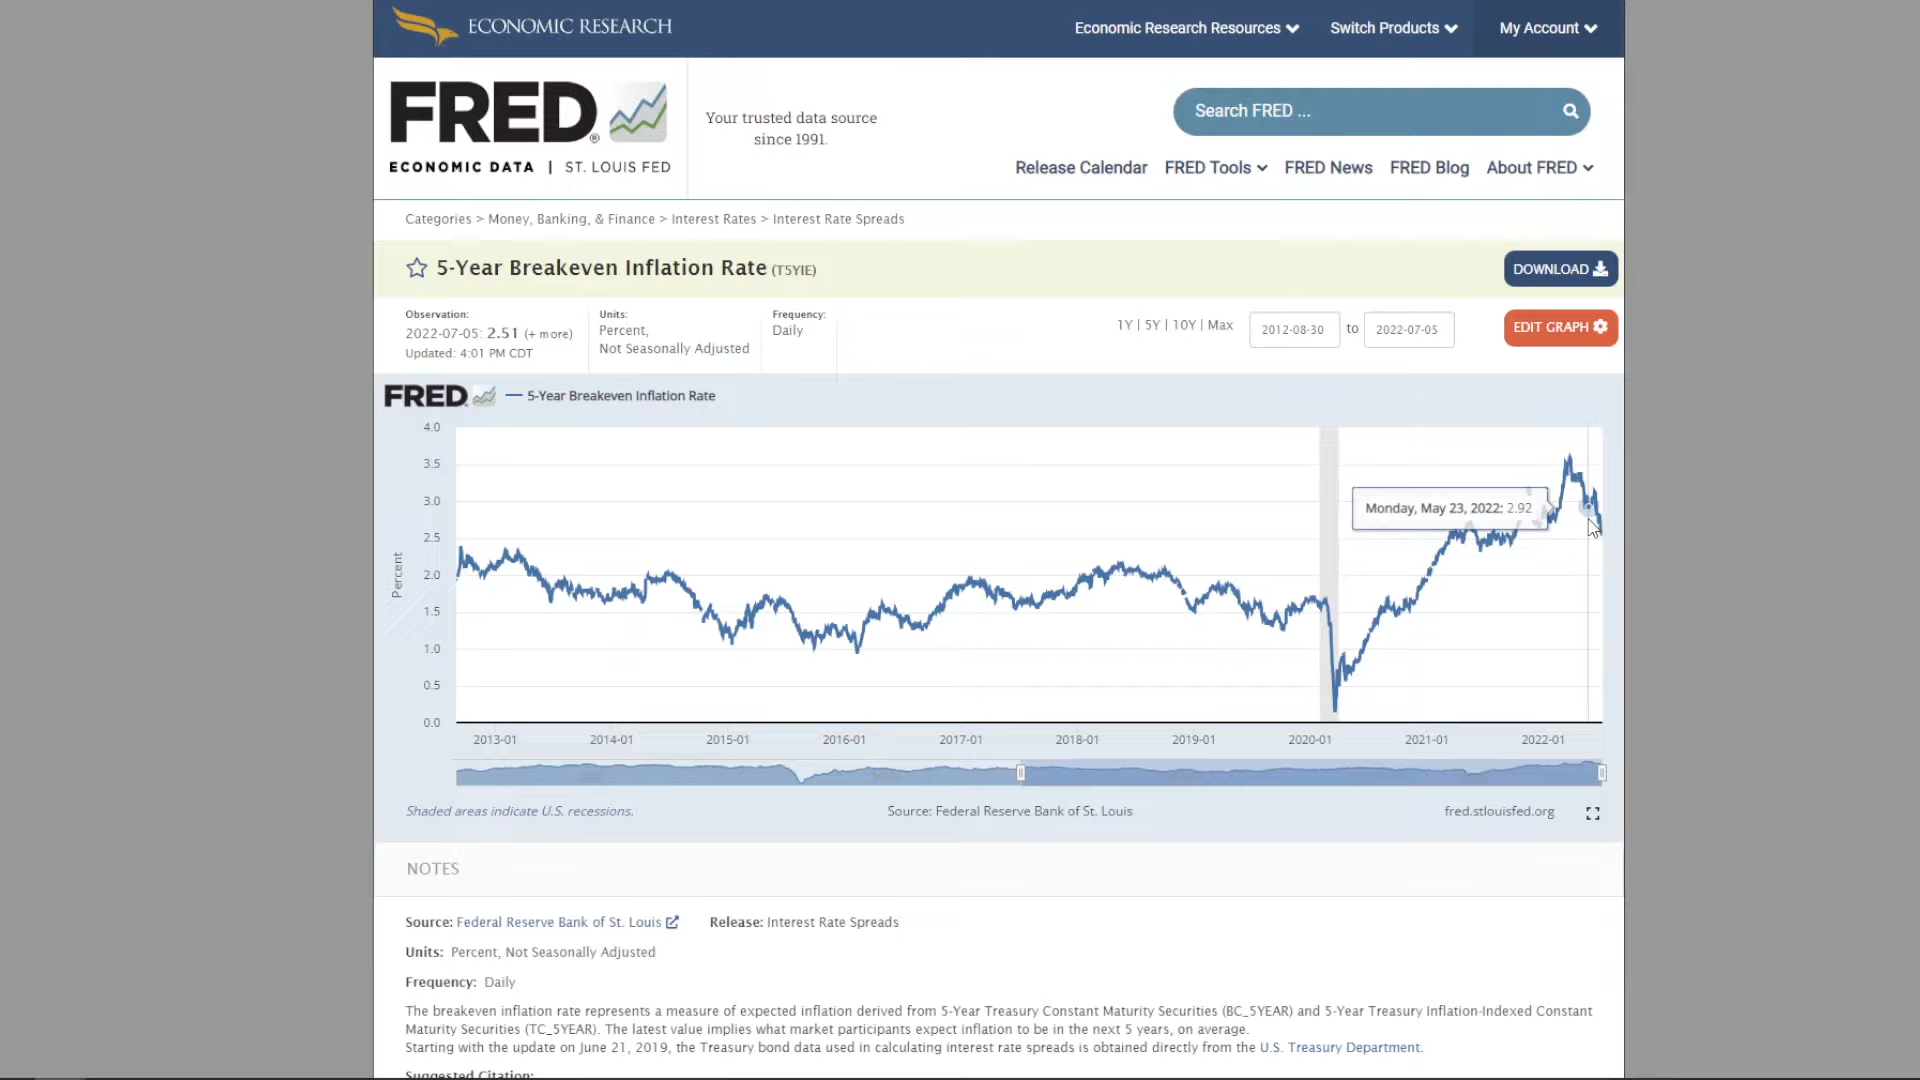 ECONOMIC RESEARCH
Economic Research Resources
Switch Products
My Account
FRED®
ECONOMIC DATA | ST. LOUIS FED
Your trusted data source
since 1991.
Search FRED ...
Release Calendar
FRED Tools
FRED News
FRED Blog
About FRED
Categories > Money, Banking, & Finance > Interest Rates > Interest Rate Spreads
5-Year Breakeven Inflation Rate (T5YIE)
DOWNLOAD
Observation:
2022-07-05: 2.51 (+ more)
Updated: 4:01 PM CDT
Units:
Percent,
Not Seasonally Adjusted
Frequency:
Daily
1Y | 5Y | 10Y | Max
2012-08-30 to 2022-07-05
EDIT GRAPH
FRED
5-Year Breakeven Inflation Rate
4.0
3.5
3.0
2.5
2.0
1.5
1.0
0.5
0.0
Percent
Monday, May 23, 2022: 2.92
2013-01 2014-01 2015-01 2016-01 2017-01 2018-01 2019-01 2020-01 2021-01 2022-01
Shaded areas indicate U.S. recessions.
Source: Federal Reserve Bank of St. Louis
fred.stlouisfed.org
NOTES
Source: Federal Reserve Bank of St. Louis Release: Interest Rate Spreads
Units: Percent, Not Seasonally Adjusted
Frequency: Daily
The breakeven inflation rate represents a measure of expected inflation derived from 5-Year Treasury Constant Maturity Securities (BC_5YEAR) and 5-Year Treasury Inflation-Indexed Constant
Maturity Securities (TC_5YEAR). The latest value implies what market participants expect inflation to be in the next 5 years, on average.
Starting with the update on June 21, 2019, the Treasury bond data used in calculating interest rate spreads is obtained directly from the U.S. Treasury Department.
Suggested Citation: